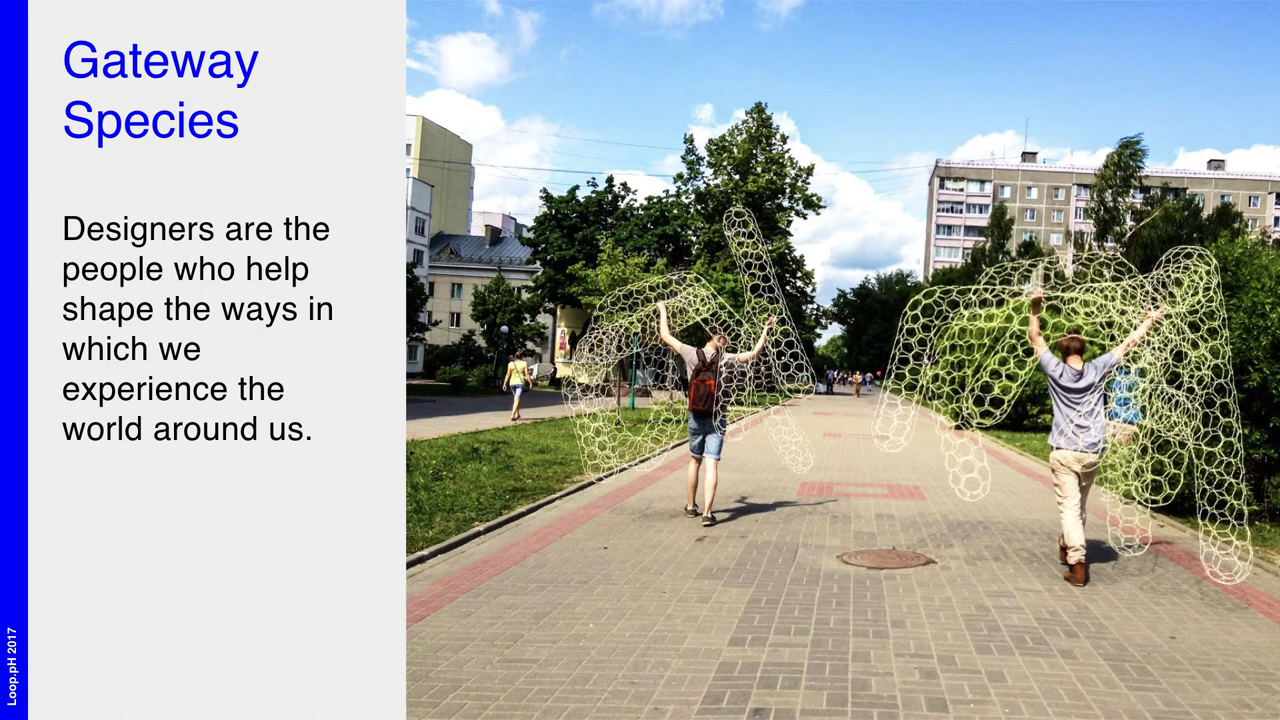 Gateway
Species
Designers are the
people who help
shape the ways in
which we
experience the
world around us.
Loop.pH 2017